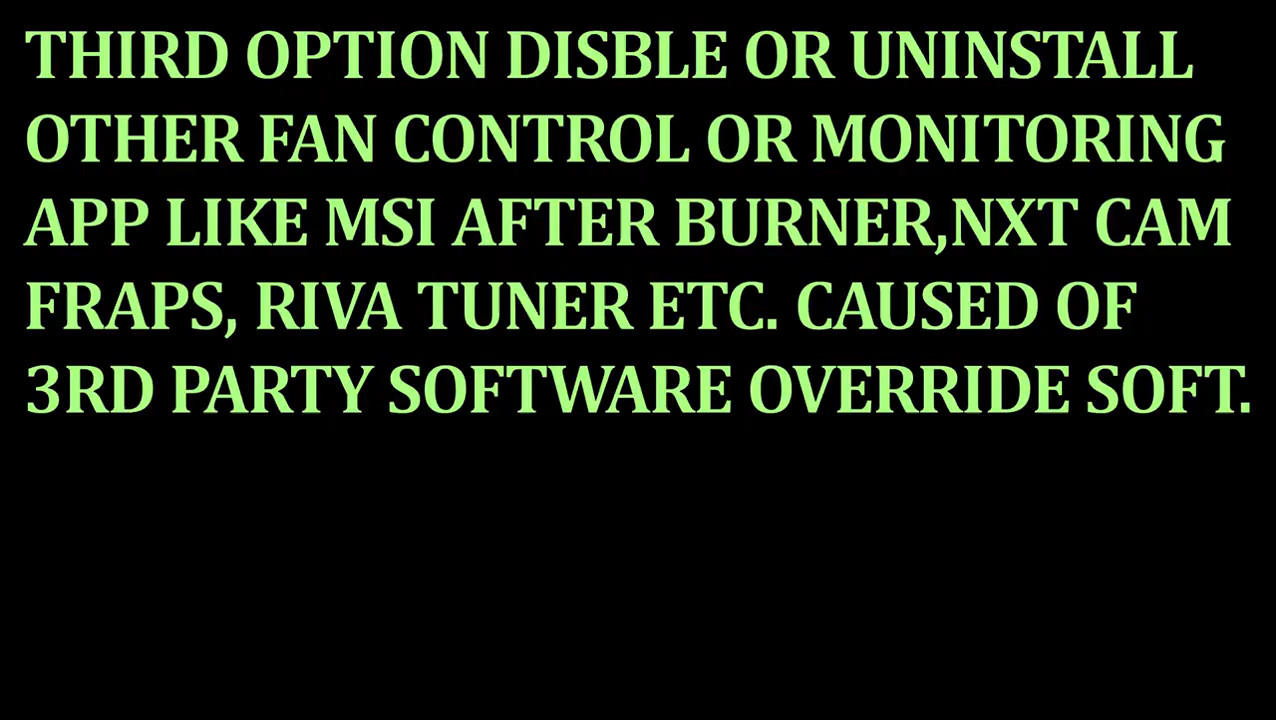 THIRD OPTION DISBLE OR UNINSTALL
OTHER FAN CONTROL OR MONITORING
APP LIKE MSI AFTER BURNER,NXT CAM
FRAPS, RIVA TUNER ETC. CAUSED OF
3RD PARTY SOFTWARE OVERRIDE SOFT.